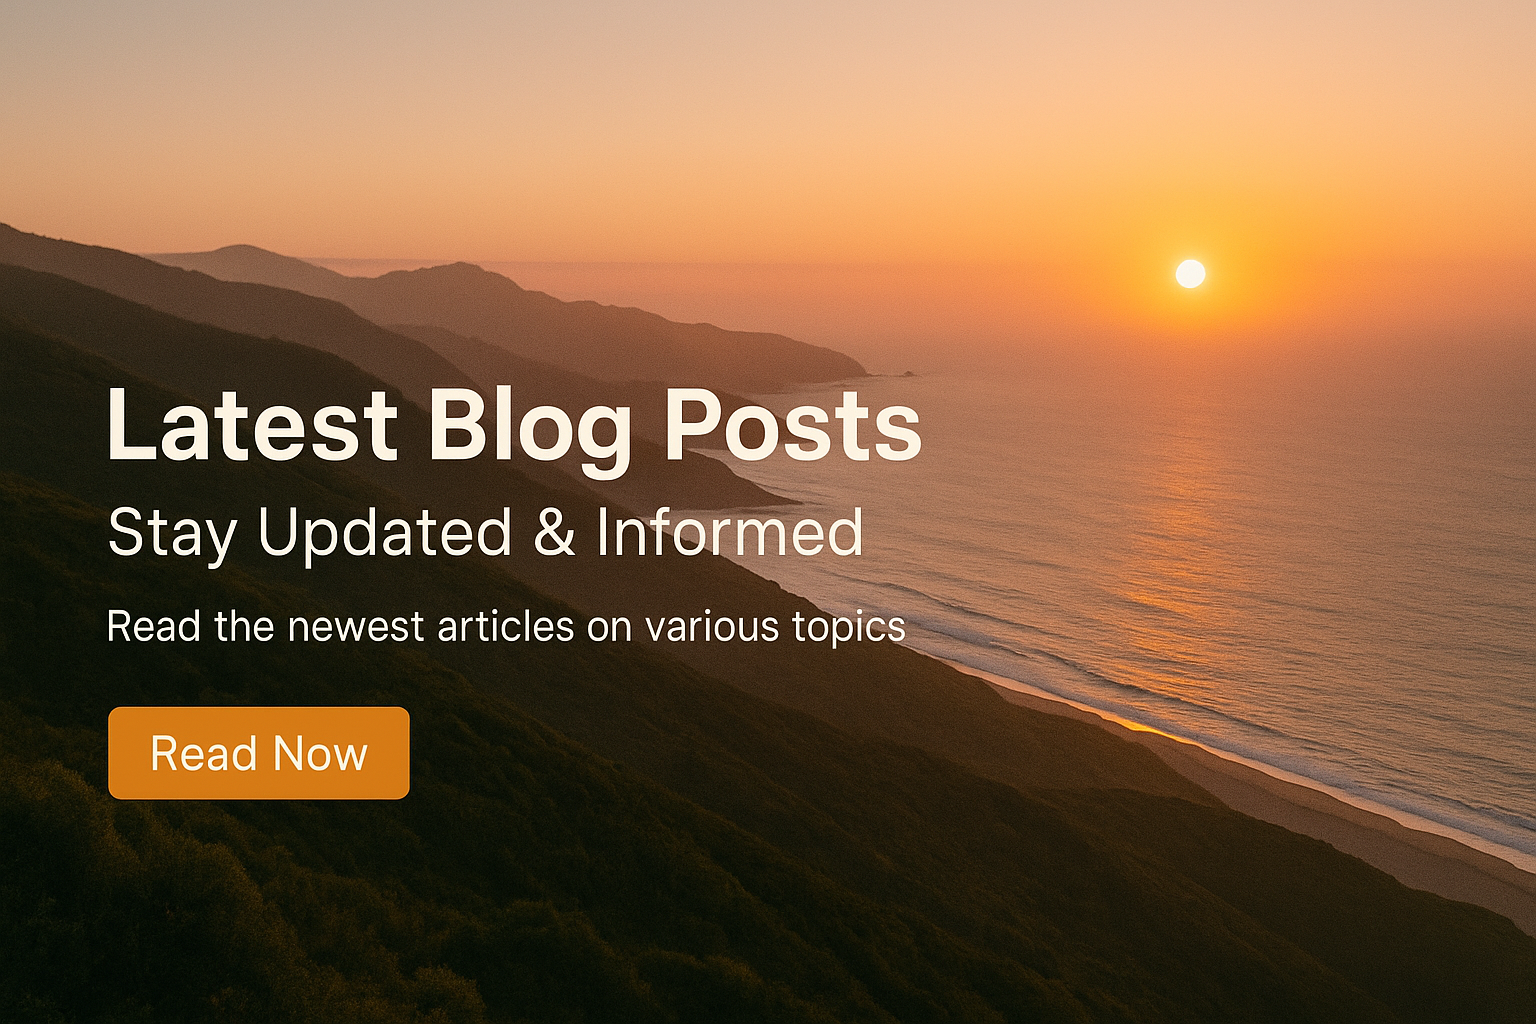 Latest Blog Posts
Stay Updated & Informed
Read the newest articles on various topics
Read Now